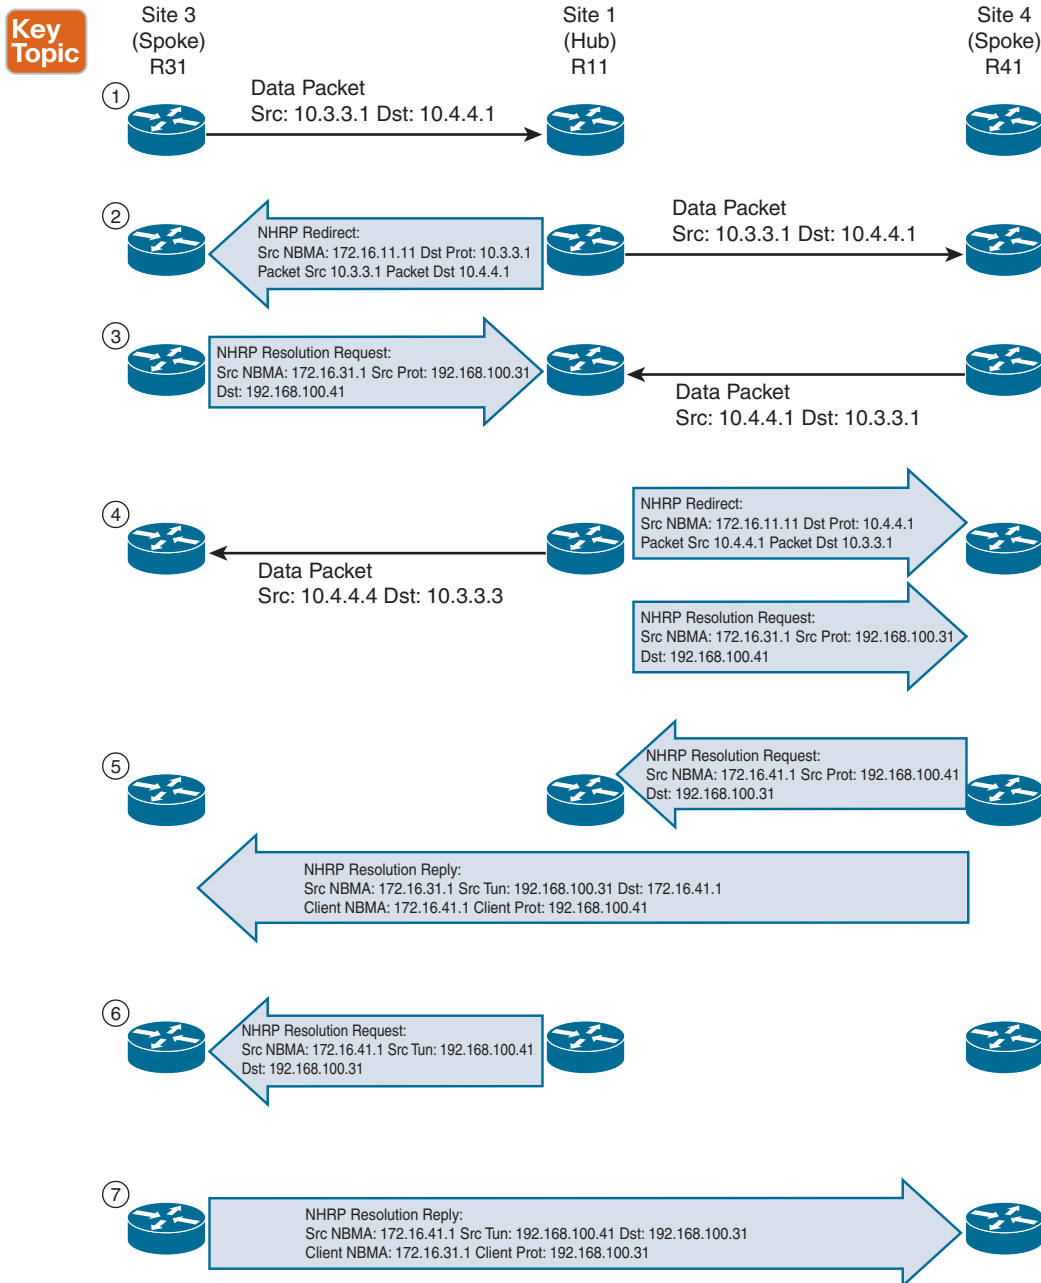 Key
Topic
Site 3
(Spoke)
R31
Site 1
(Hub)
R11
Site 4
(Spoke)
R41
1
Data Packet
Src: 10.3.3.1 Dst: 10.4.4.1
2
NHRP Redirect:
Src NBMA: 172.16.11.11 Dst Prot: 10.3.3.1
Packet Src 10.3.3.1 Packet Dst 10.4.4.1
Data Packet
Src: 10.3.3.1 Dst: 10.4.4.1
3
NHRP Resolution Request:
Src NBMA: 172.16.31.1 Src Prot: 192.168.100.31
Dst: 192.168.100.41
Data Packet
Src: 10.4.4.1 Dst: 10.3.3.1
4
Data Packet
Src: 10.4.4.4 Dst: 10.3.3.3
NHRP Redirect:
Src NBMA: 172.16.11.11 Dst Prot: 10.4.4.1
Packet Src 10.4.4.1 Packet Dst 10.3.3.1
NHRP Resolution Request:
Src NBMA: 172.16.31.1 Src Prot: 192.168.100.31
Dst: 192.168.100.41
5
NHRP Resolution Request:
Src NBMA: 172.16.41.1 Src Prot: 192.168.100.41
Dst: 192.168.100.31
NHRP Resolution Reply:
Src NBMA: 172.16.31.1 Src Tun: 192.168.100.31 Dst: 172.16.41.1
Client NBMA: 172.16.41.1 Client Prot: 192.168.100.41
6
NHRP Resolution Request:
Src NBMA: 172.16.41.1 Src Tun: 192.168.100.41
Dst: 192.168.100.31
7
NHRP Resolution Reply:
Src NBMA: 172.16.41.1 Src Tun: 192.168.100.41 Dst: 192.168.100.31
Client NBMA: 172.16.31.1 Client Prot: 192.168.100.31